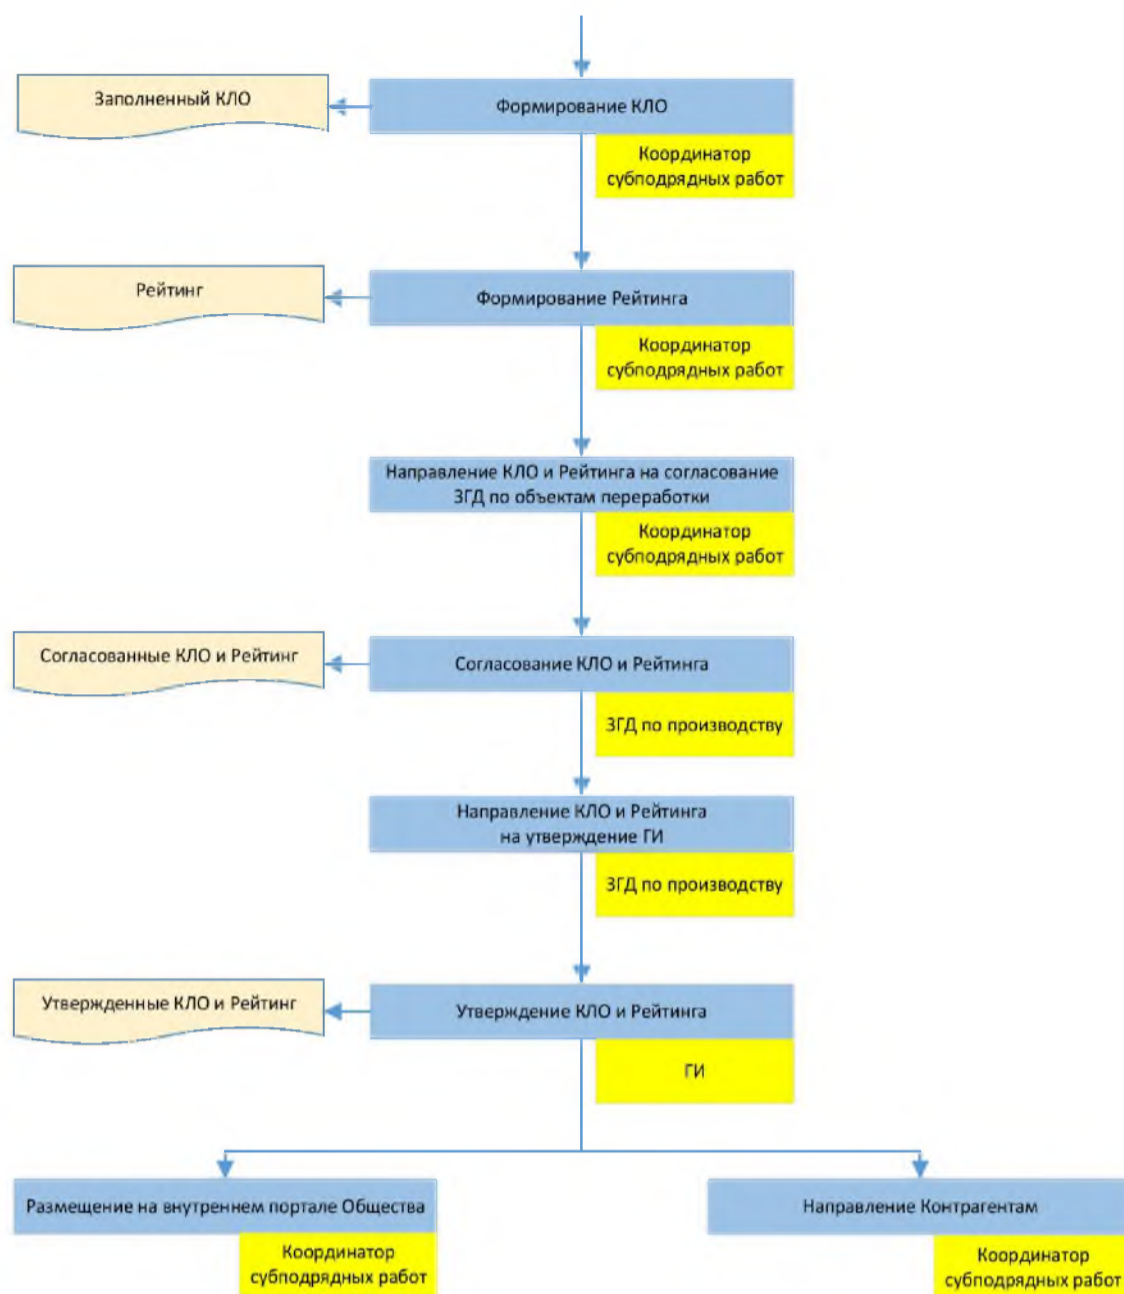 Заполненный КЛО
Формирование КЛО
Координатор
субподрядных работ
Рейтинг
Формирование Рейтинга
Координатор
субподрядных работ
Направление КЛО и Рейтинга на согласование
ЗГД по объектам переработки
Координатор
субподрядных работ
Согласованные КЛО и Рейтинг
Согласование КЛО и Рейтинга
ЗГД по производству
Направление КЛО и Рейтинга
на утверждение ГИ
ЗГД по производству
Утвержденные КЛО и Рейтинг
Утверждение КЛО и Рейтинга
ГИ
Размещение на внутреннем портале Общества
Координатор
субподрядных работ
Направление Контрагентам
Координатор
субподрядных работ